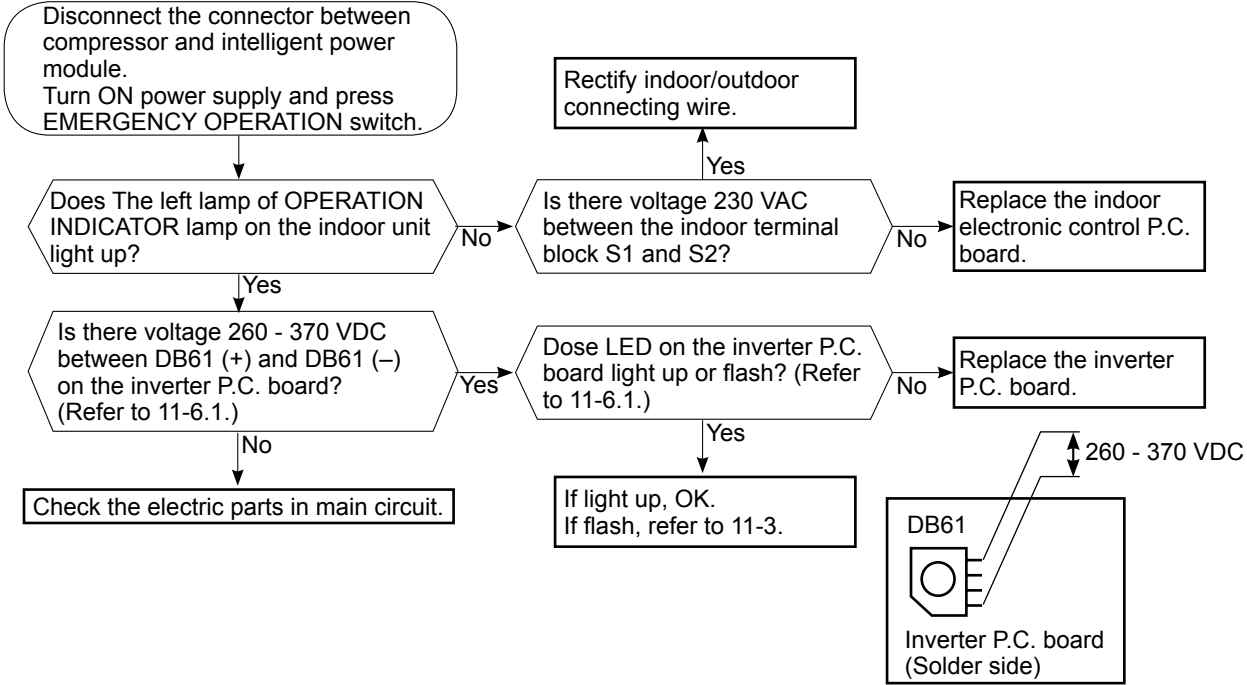 Disconnect the connector between
compressor and intelligent power
module.
Turn ON power supply and press
EMERGENCY OPERATION switch.
Rectify indoor/outdoor
connecting wire.
Yes
Does The left lamp of OPERATION
INDICATOR lamp on the indoor unit
light up?
No
Is there voltage 230 VAC
between the indoor terminal
block S1 and S2?
No
Replace the indoor
electronic control P.C.
board.
Yes
Is there voltage 260 - 370 VDC
between DB61 (+) and DB61 (–)
on the inverter P.C. board?
(Refer to 11-6.1.)
Yes
Dose LED on the inverter P.C.
board light up or flash? (Refer
to 11-6.1.)
No
Replace the inverter
P.C. board.
No
Yes
Check the electric parts in main circuit.
If light up, OK.
If flash, refer to 11-3.
260 - 370 VDC
DB61
Inverter P.C. board
(Solder side)